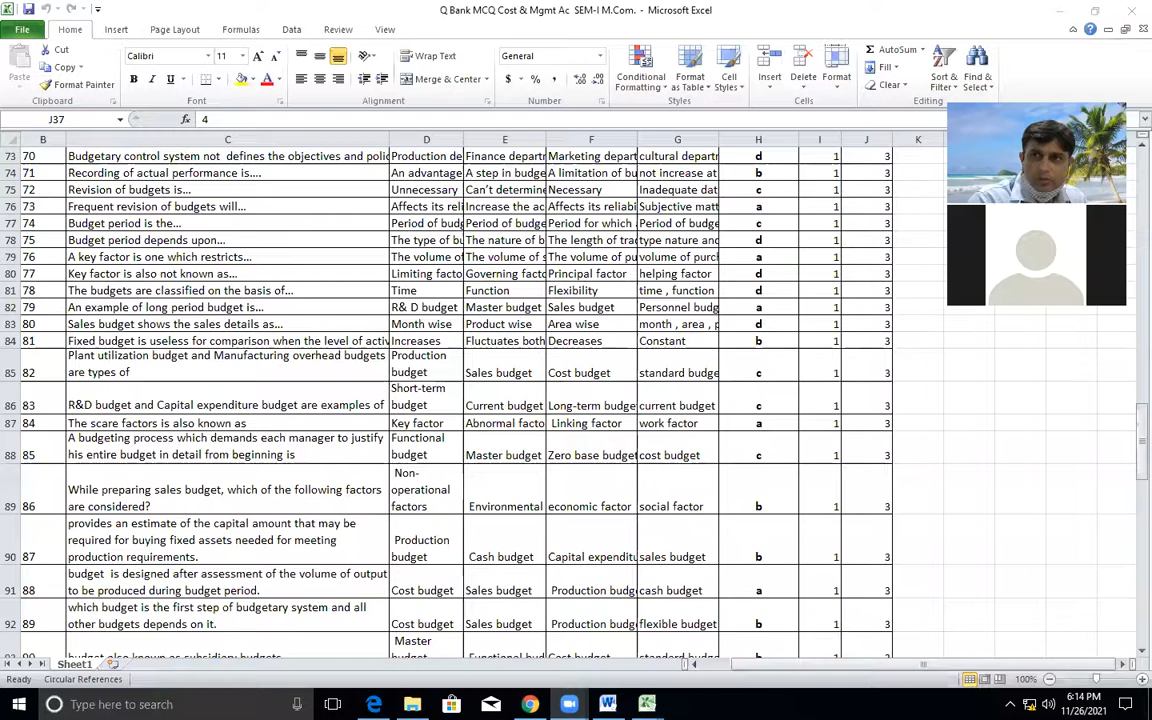 Q Bank MCQ Cost & Mgmt Ac SEM-I M.Com. - Microsoft Excel
File Home Insert Page Layout Formulas Data Review View
Cut
Copy
Format Painter
Paste
Clipboard
Calibri 11
B I U
Font
Wrap Text
Merge & Center
Alignment
General
$ % ,
Number
Conditional Formatting
Format as Table
Cell Styles
Styles
Insert Delete Format
Cells
AutoSum
Fill
Clear
Sort & Filter
Find & Select
Editing
J37 fx 4
B C D E F G H I J K L M N O
73 70 Budgetary control system not defines the objectives and polic Production de Finance departr Marketing depart cultural departr d 1 3
74 71 Recording of actual performance is…. An advantage A step in budge A limitation of bu not increase at b 1 3
75 72 Revision of budgets is… Unnecessary Can't determine Necessary Inadequate dat c 1 3
76 73 Frequent revision of budgets will… Affects its reli Increase the ac Affects its reliabi Subjective matt a 1 3
77 74 Budget period is the… Period of budg Period of budge Period for which Period of budge c 1 3
78 75 Budget period depends upon… The type of bu The nature of b The length of trad type nature and d 1 3
79 76 A key factor is one which restricts… The volume of The volume of s The volume of pu volume of purch a 1 3
80 77 Key factor is also not known as… Limiting facto Governing facto Principal factor helping factor d 1 3
81 78 The budgets are classified on the basis of… Time Function Flexibility time , function d 1 3
82 79 An example of long period budget is… R& D budget Master budget Sales budget Personnel budg a 1 3
83 80 Sales budget shows the sales details as… Month wise Product wise Area wise month , area , p d 1 3
84 81 Fixed budget is useless for comparison when the level of activ Increases Fluctuates both Decreases Constant b 1 3
85 82 Plant utilization budget and Manufacturing overhead budgets are types of Production budget Sales budget Cost budget standard budge c 1 3
86 83 R&D budget and Capital expenditure budget are examples of Short-term budget Current budget Long-term budge current budget c 1 3
87 84 The scare factors is also known as Key factor Abnormal facto Linking factor work factor a 1 3
88 85 A budgeting process which demands each manager to justify his entire budget in detail from beginning is Functional budget Master budget Zero base budget cost budget c 1 3
89 86 While preparing sales budget, which of the following factors are considered? Non-operational factors Environmental economic factor social factor b 1 3
90 87 provides an estimate of the capital amount that may be required for buying fixed assets needed for meeting production requirements. Production budget Cash budget Capital expenditu sales budget b 1 3
91 88 budget is designed after assessment of the volume of output to be produced during budget period. Cost budget Sales budget Production budg cash budget a 1 3
92 89 which budget is the first step of budgetary system and all other budgets depends on it. Cost budget Sales budget Production budg flexible budget b 1 3
Master
Sheet1
Ready Circular References 100%
Type here to search
6:14 PM
11/26/2021